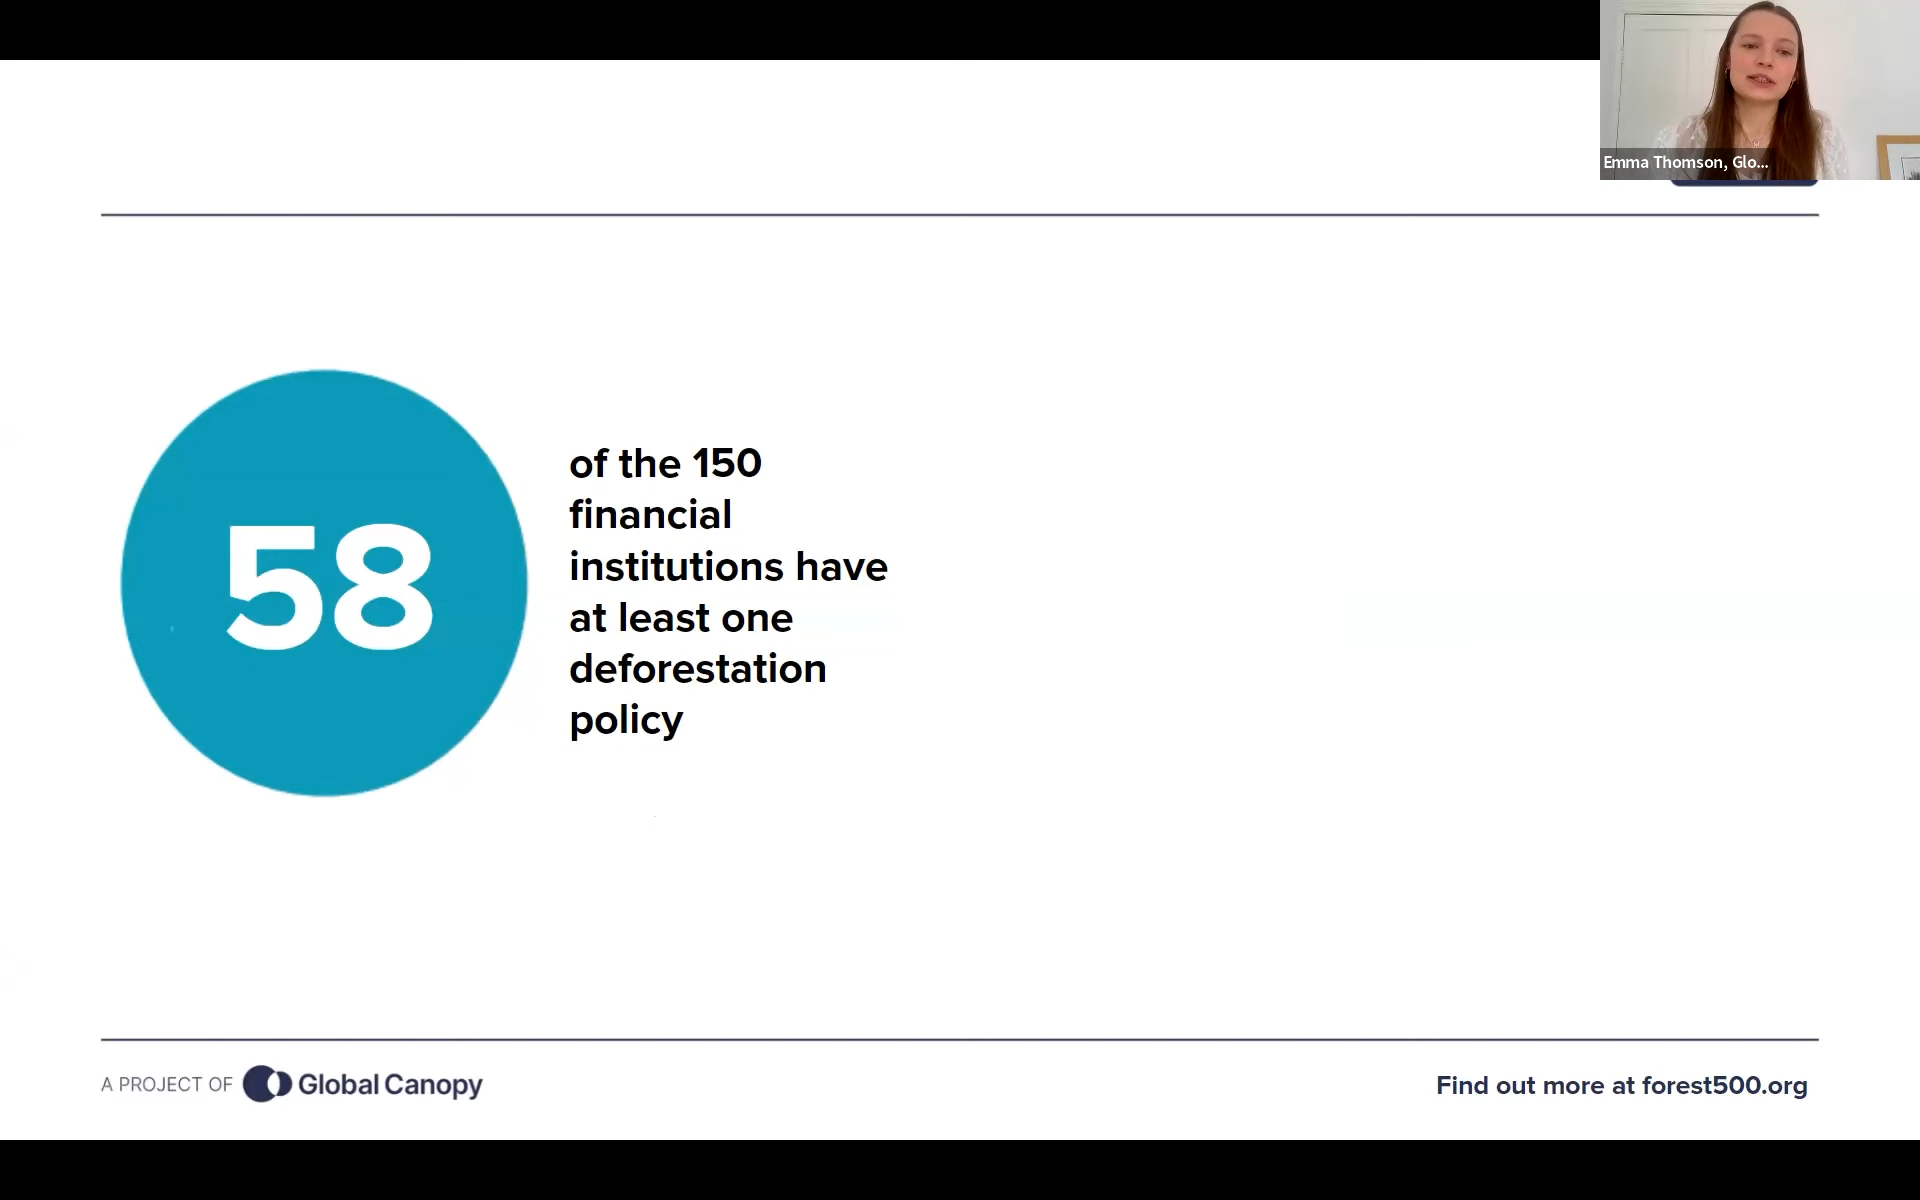 Emma Thomson, Glo...
58
of the 150
financial
institutions have
at least one
deforestation
policy
A PROJECT OF Global Canopy
Find out more at forest500.org